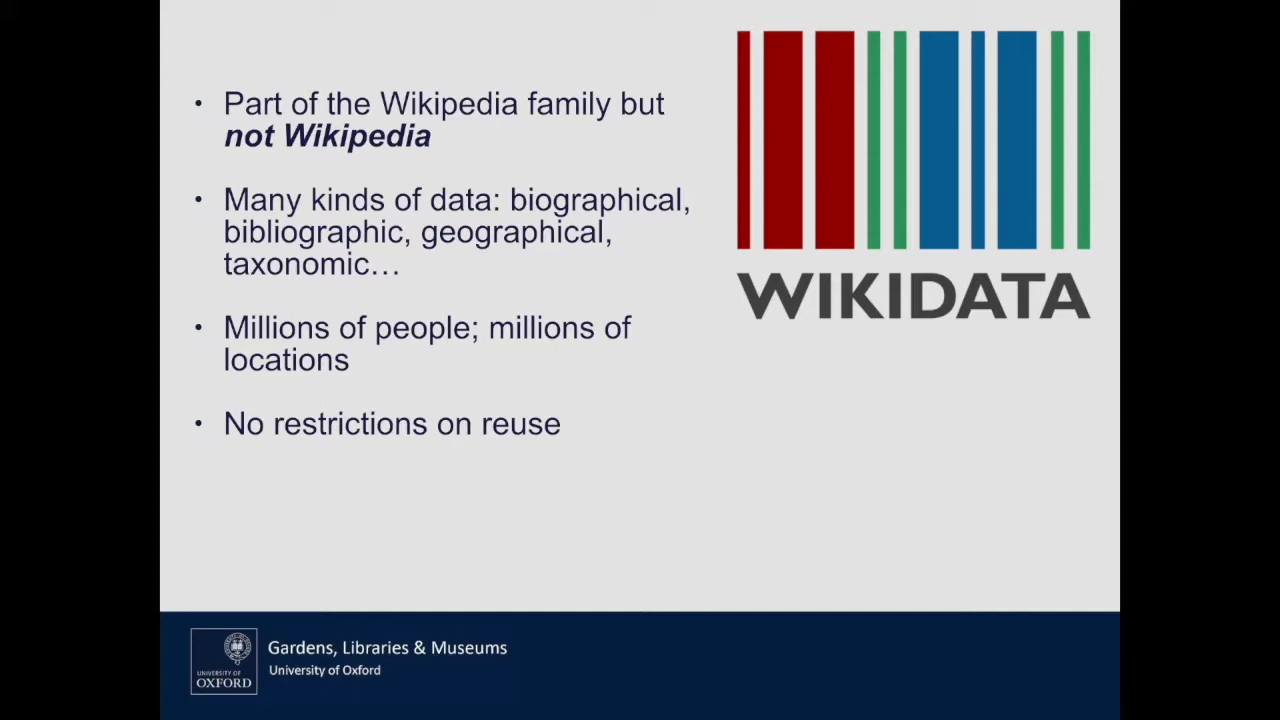 • Part of the Wikipedia family but
not Wikipedia
• Many kinds of data: biographical,
bibliographic, geographical,
taxonomic…
• Millions of people; millions of
locations
• No restrictions on reuse
WIKIDATA
UNIVERSITY OF
OXFORD
Gardens, Libraries & Museums
University of Oxford